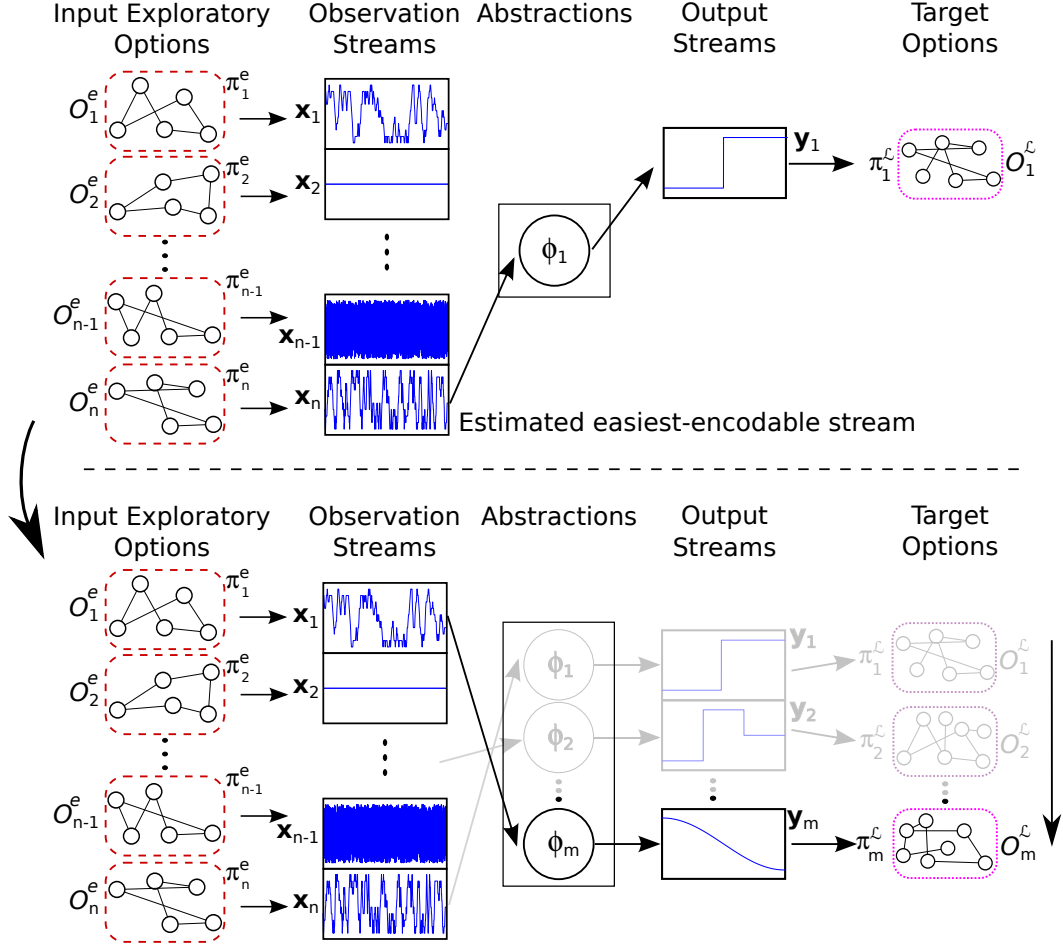 Input Exploratory Options
Observation Streams
Abstractions
Output Streams
Target Options
O₁ᵉ π₁ᵉ x₁
O₂ᵉ π₂ᵉ x₂
Oₙ₋₁ᵉ πₙ₋₁ᵉ xₙ₋₁
Oₙᵉ πₙᵉ xₙ
ϕ₁
y₁
π₁ᴸ O₁ᴸ
Estimated easiest-encodable stream
Input Exploratory Options
Observation Streams
Abstractions
Output Streams
Target Options
O₁ᵉ π₁ᵉ x₁
O₂ᵉ π₂ᵉ x₂
Oₙ₋₁ᵉ πₙ₋₁ᵉ xₙ₋₁
Oₙᵉ πₙᵉ xₙ
ϕ₁ y₁ π₁ᴸ O₁ᴸ
ϕ₂ y₂ π₂ᴸ O₂ᴸ
ϕₘ yₘ πₘᴸ Oₘᴸ